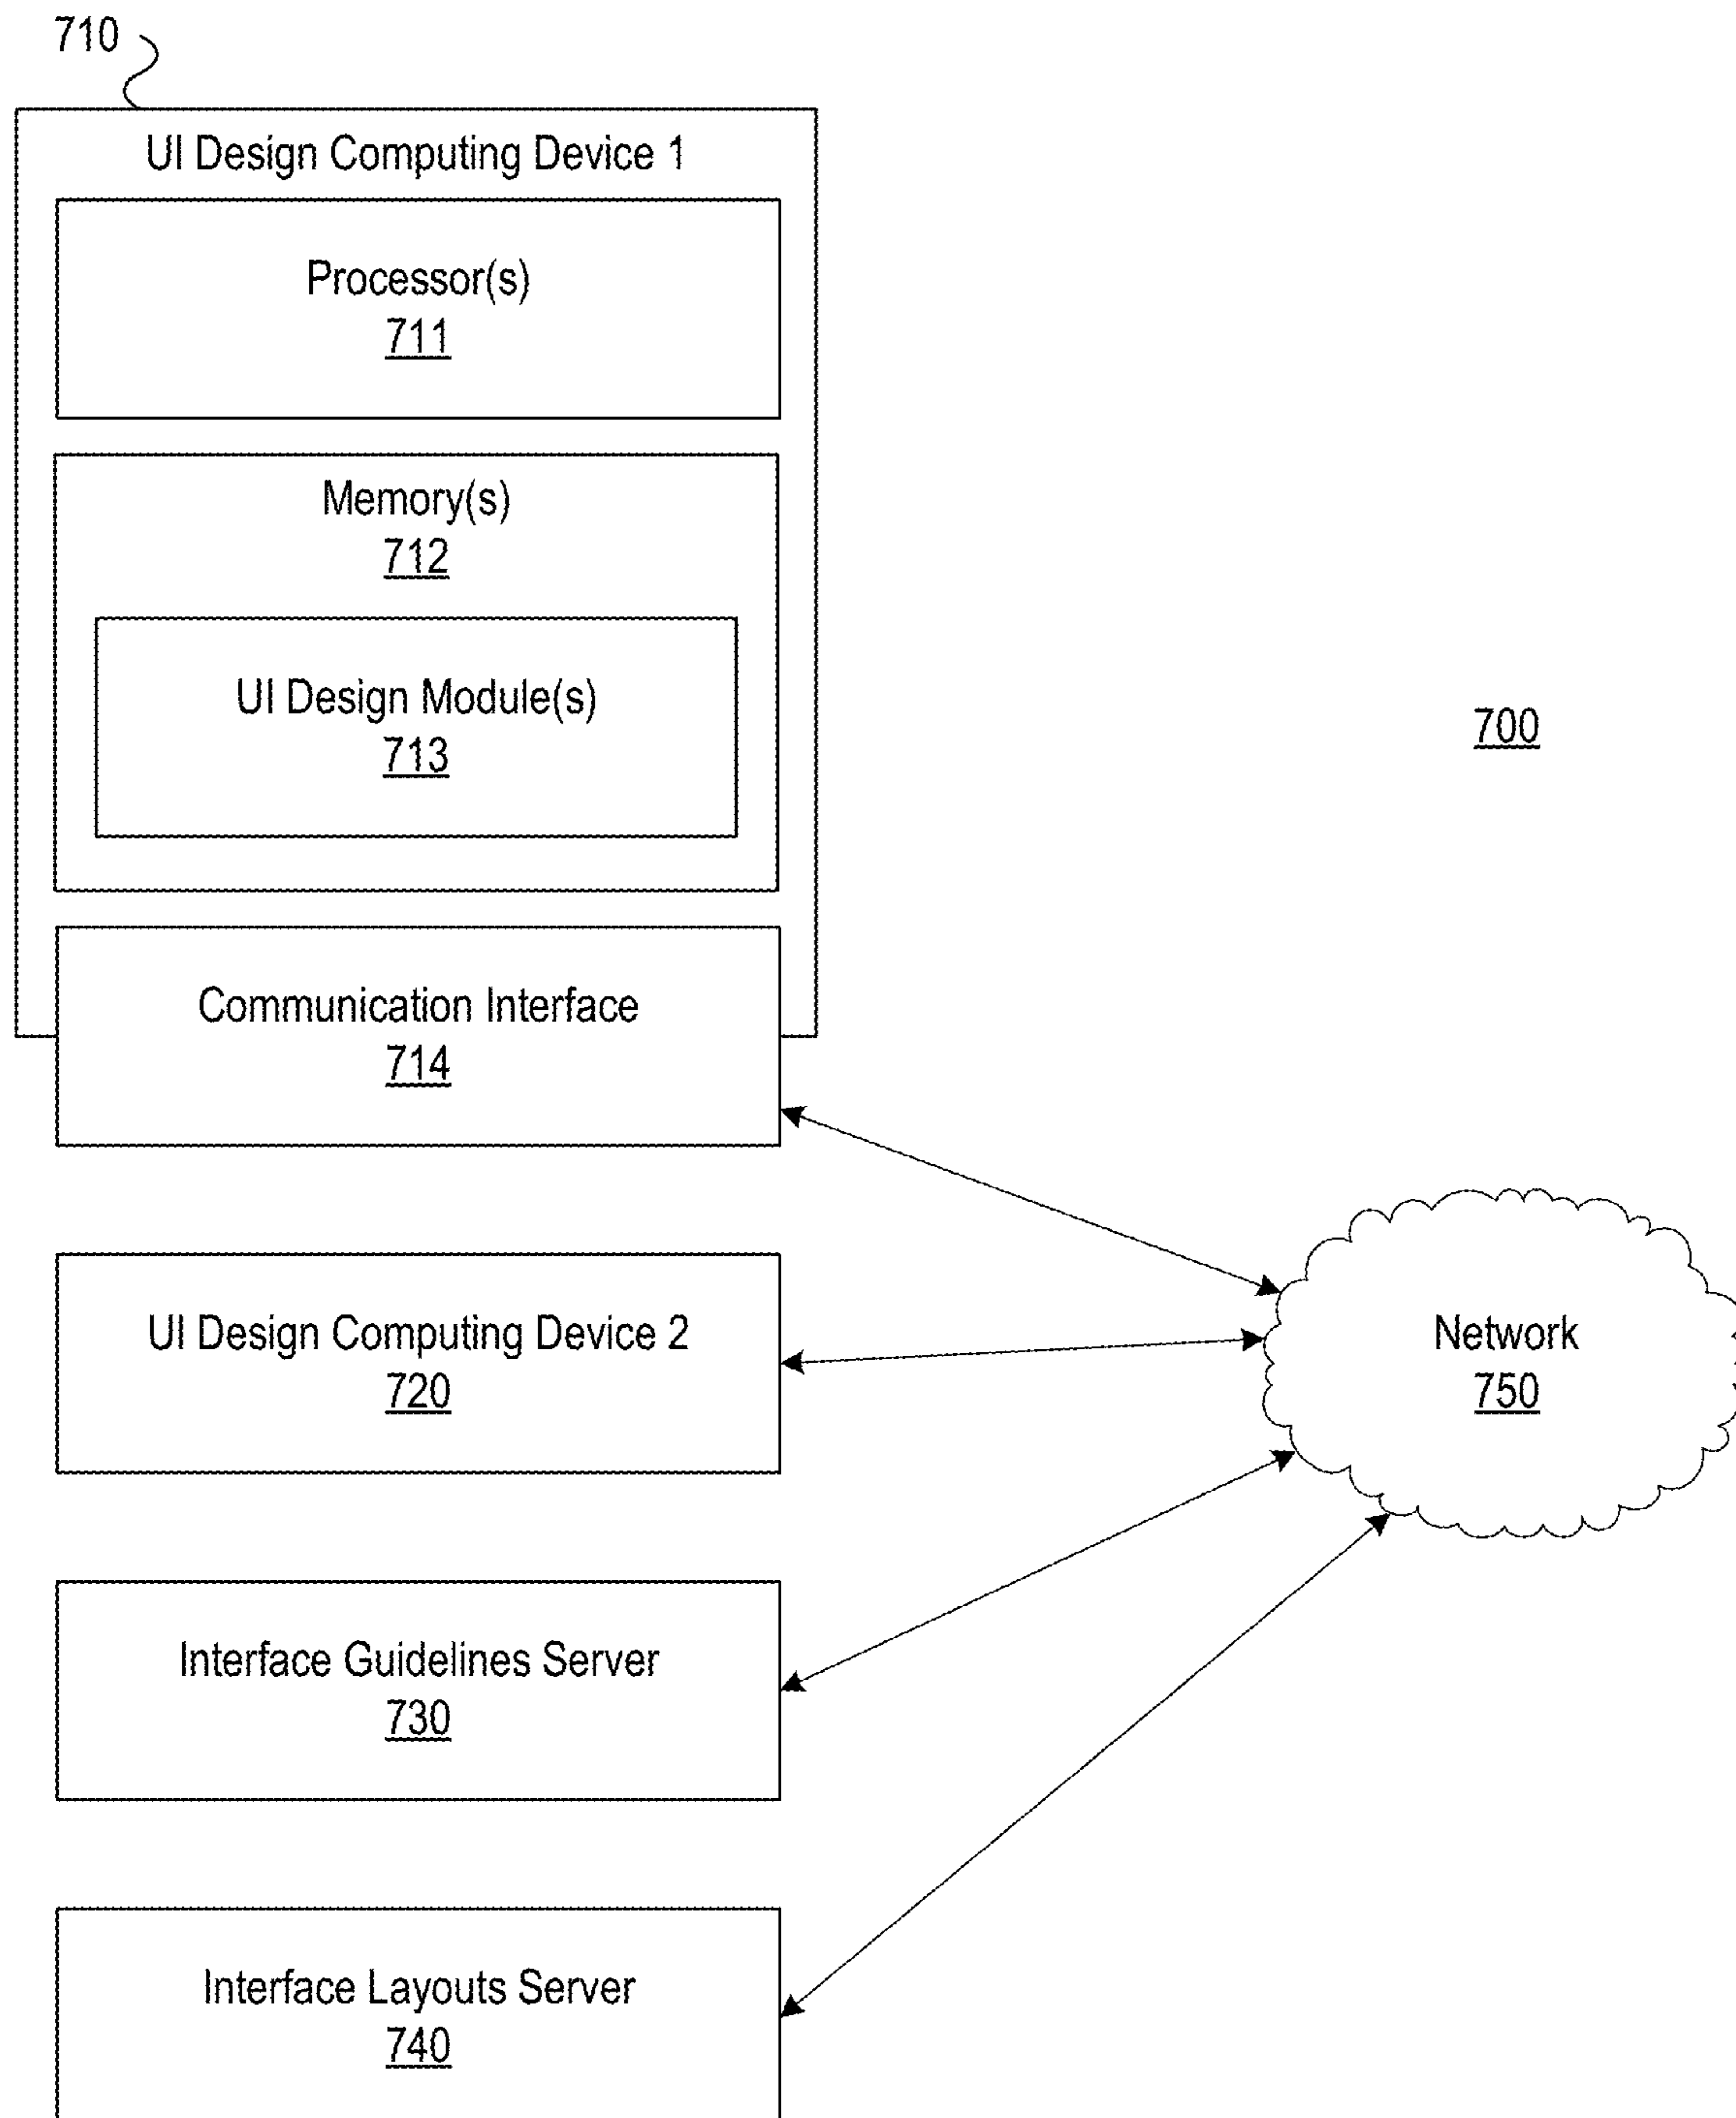 710
UI Design Computing Device 1
Processor(s)
711
Memory(s)
712
UI Design Module(s)
713
700
Communication Interface
714
UI Design Computing Device 2
720
Network
750
Interface Guidelines Server
730
Interface Layouts Server
740